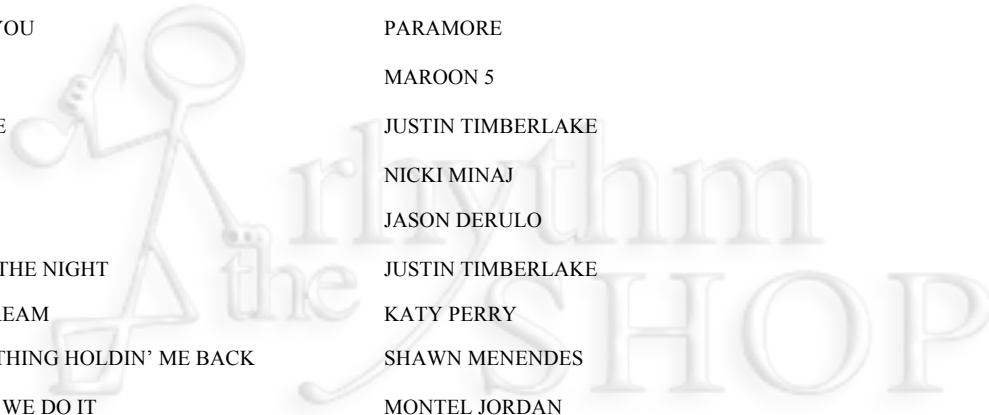 YOU PARAMORE
MAROON 5
E JUSTIN TIMBERLAKE
NICKI MINAJ
JASON DERULO
THE NIGHT JUSTIN TIMBERLAKE
REAM KATY PERRY
THING HOLDIN’ ME BACK SHAWN MENENDES
WE DO IT MONTEL JORDAN
the rhythm
SHOP